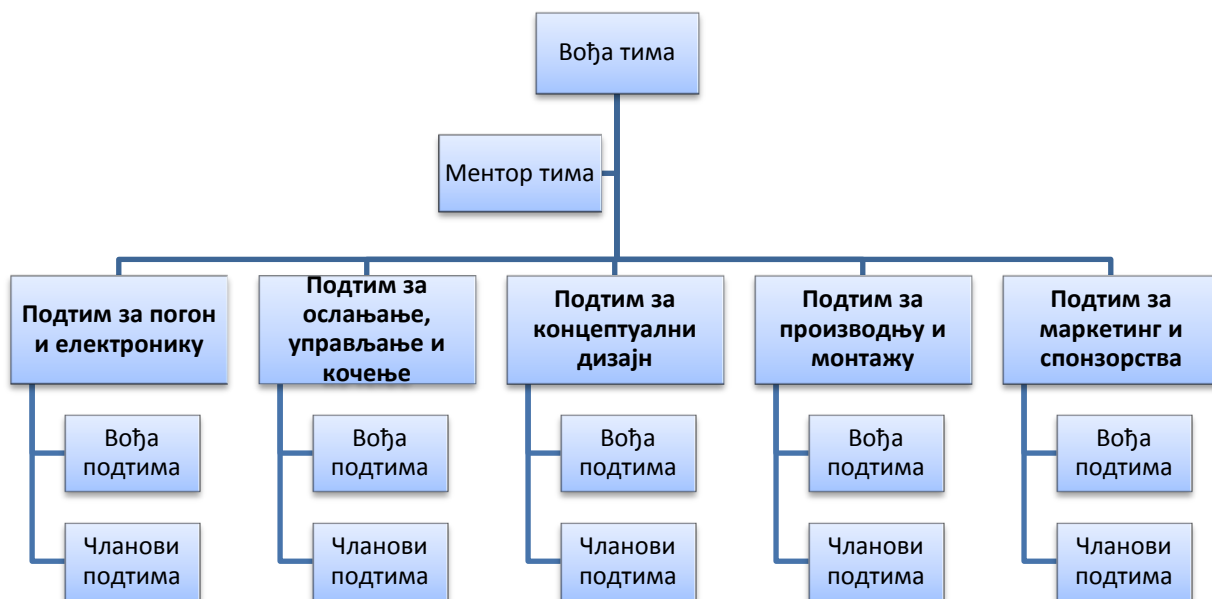 Вођа тима
Ментор тима
Подтим за погон
и електронику
Подтим за
ослањање,
управљање и
кочење
Подтим за
концептуални
дизајн
Подтим за
производњу и
монтажу
Подтим за
маркетинг и
спонзорства
Вођа
подтима
Вођа
подтима
Вођа
подтима
Вођа
подтима
Вођа
подтима
Чланови
подтима
Чланови
подтима
Чланови
подтима
Чланови
подтима
Чланови
подтима